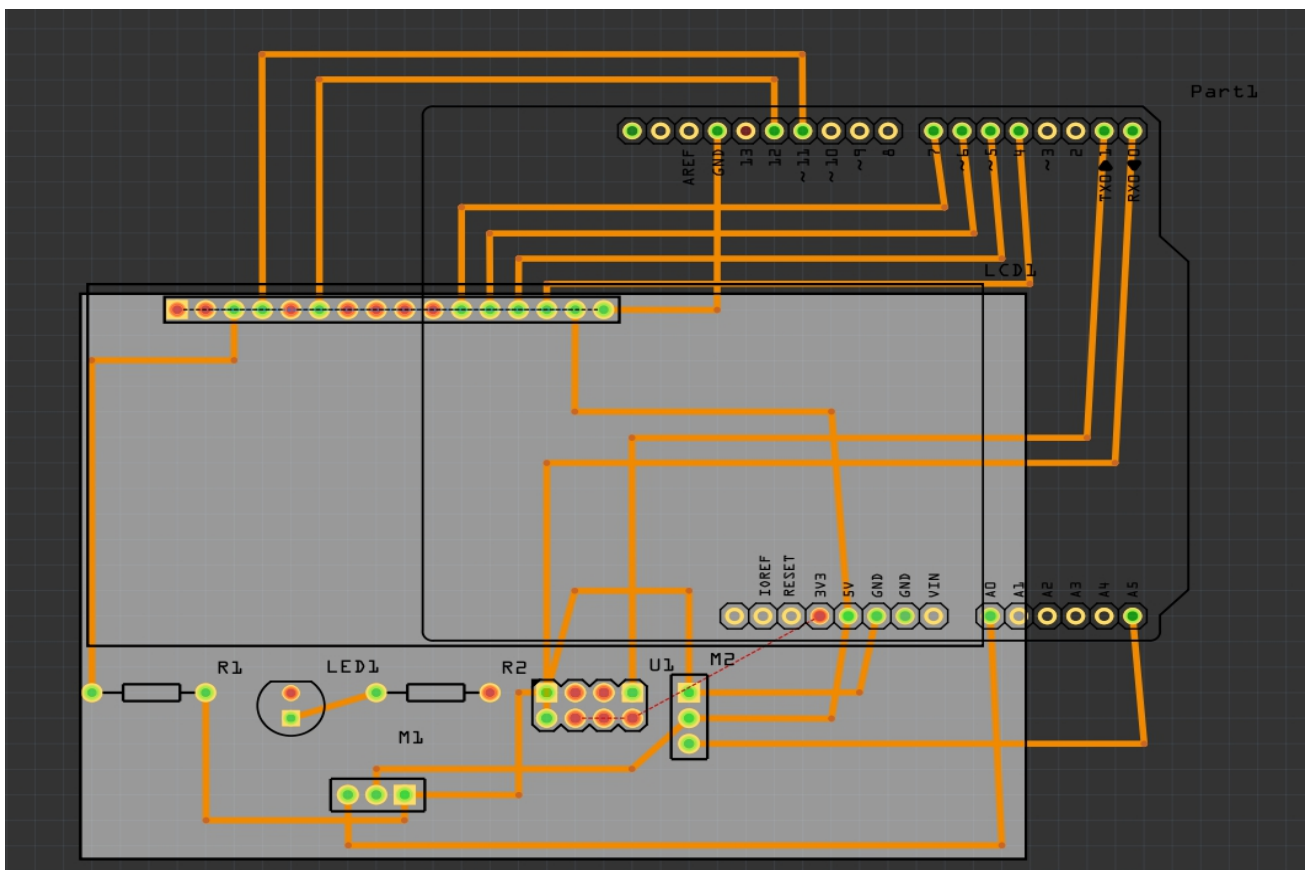 Part1
AREF
GND
13
12
~11
~10
~9
8
7
~6
~5
4
~3
2
TX0▶1
RX0◀0
LCD1
IOREF
RESET
3V3
5V
GND
GND
VIN
A0
A1
A2
A3
A4
A5
R1
LED1
R2
U1
M2
M1